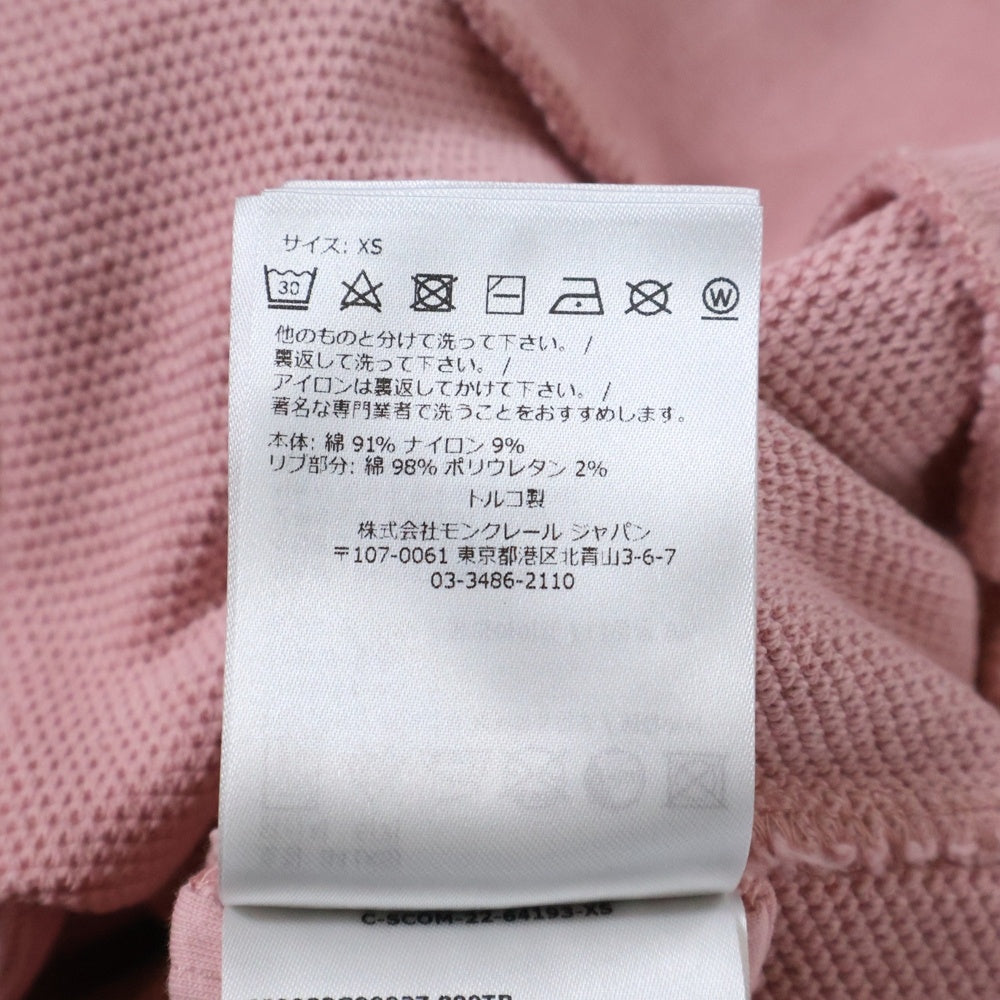 サイズ: XS
30
W
他のものと分けて洗って下さい。 /
裏返して洗って下さい。 /
アイロンは裏返してかけて下さい。 /
著名な専門業者で洗うことをおすすめします。
本体: 綿 91% ナイロン 9%
リブ部分: 綿 98% ポリウレタン 2%
トルコ製
株式会社モンクレール ジャパン
〒107-0061 東京都港区北青山3-6-7
03-3486-2110
C-SCOM-22-64193-XS